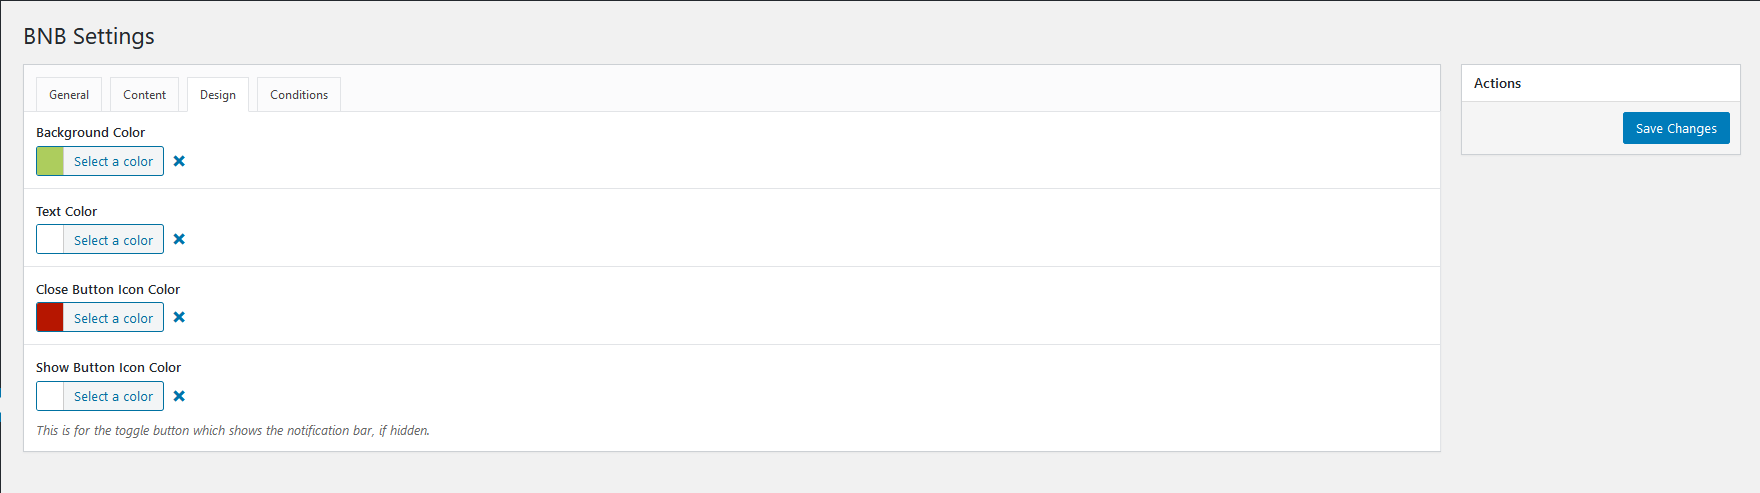 BNB Settings
General
Content
Design
Conditions
Background Color
Select a color
Text Color
Select a color
Close Button Icon Color
Select a color
Show Button Icon Color
Select a color
This is for the toggle button which shows the notification bar, if hidden.
Actions
Save Changes